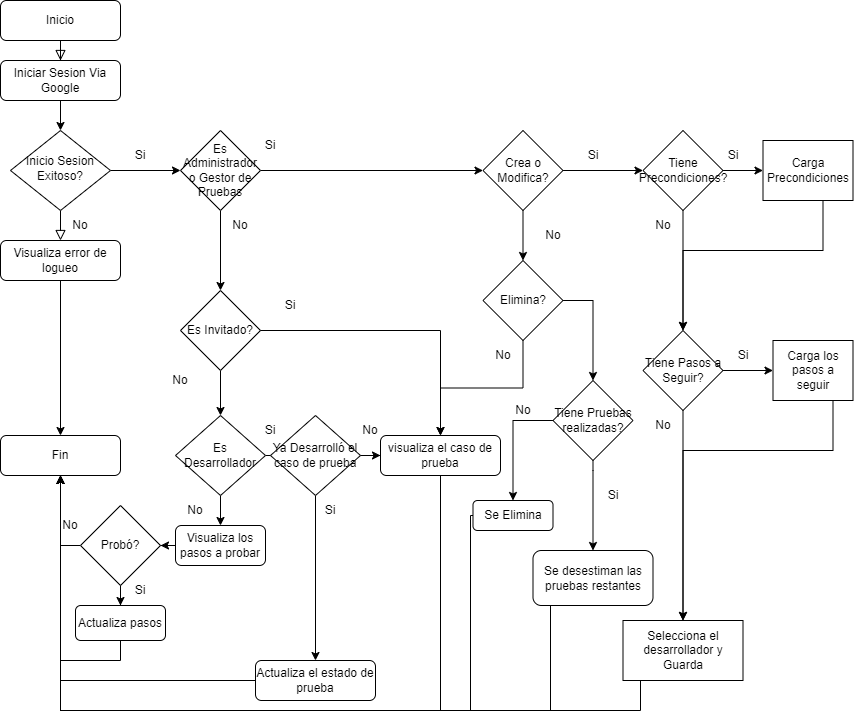 Inicio
Iniciar Sesion Via
Google
Inicio Sesion
Exitoso?
Si
No
Visualiza error de
logueo
Es
Administrador
o Gestor de
Pruebas
Si
No
Crea o
Modifica?
Si
No
Tiene
Precondiciones?
Si
No
Carga
Precondiciones
Es Invitado?
Si
No
Elimina?
No
Tiene Pasos a
Seguir?
Si
No
Carga los
pasos a
seguir
Tiene Pruebas
realizadas?
No
Si
Fin
Es
Desarrollador
Si
No
Ya Desarrolló el
caso de prueba
No
Si
visualiza el caso de
prueba
Se Elimina
Visualiza los
pasos a probar
Probó?
No
Si
Se desestiman las
pruebas restantes
Actualiza pasos
Selecciona el
desarrollador y
Guarda
Actualiza el estado de
prueba